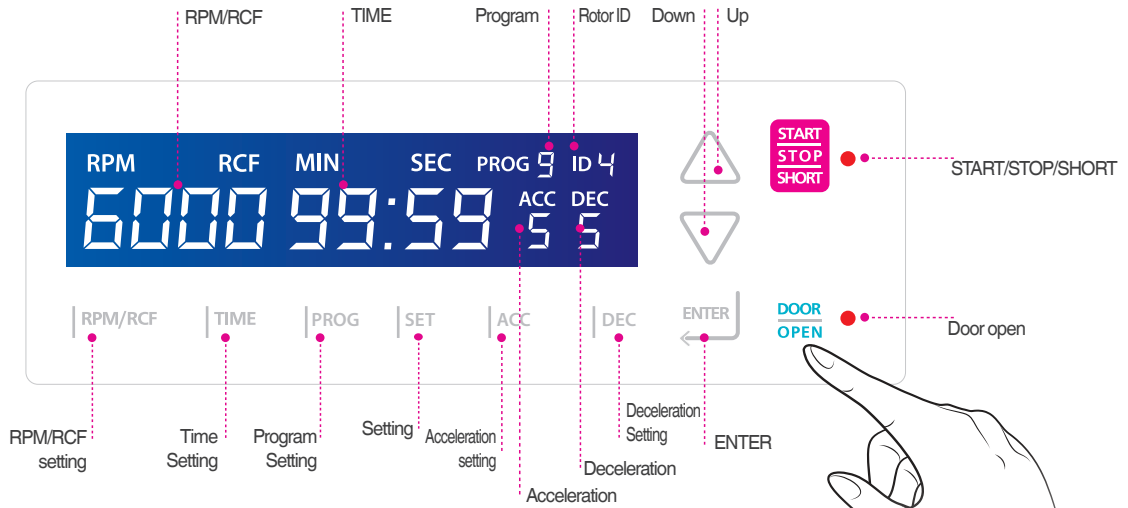 RPM/RCF
TIME
Program
Rotor ID
Down
Up
RPM
RCF
MIN
SEC
PROG 9
ID 4
6000
99:59
ACC
5
DEC
5
START
STOP
SHORT
START/STOP/SHORT
RPM/RCF
TIME
PROG
SET
ACC
DEC
ENTER
DOOR
OPEN
Door open
RPM/RCF
setting
Time
Setting
Program
Setting
Setting
Acceleration
setting
Acceleration
Deceleration
Deceleration
Setting
ENTER